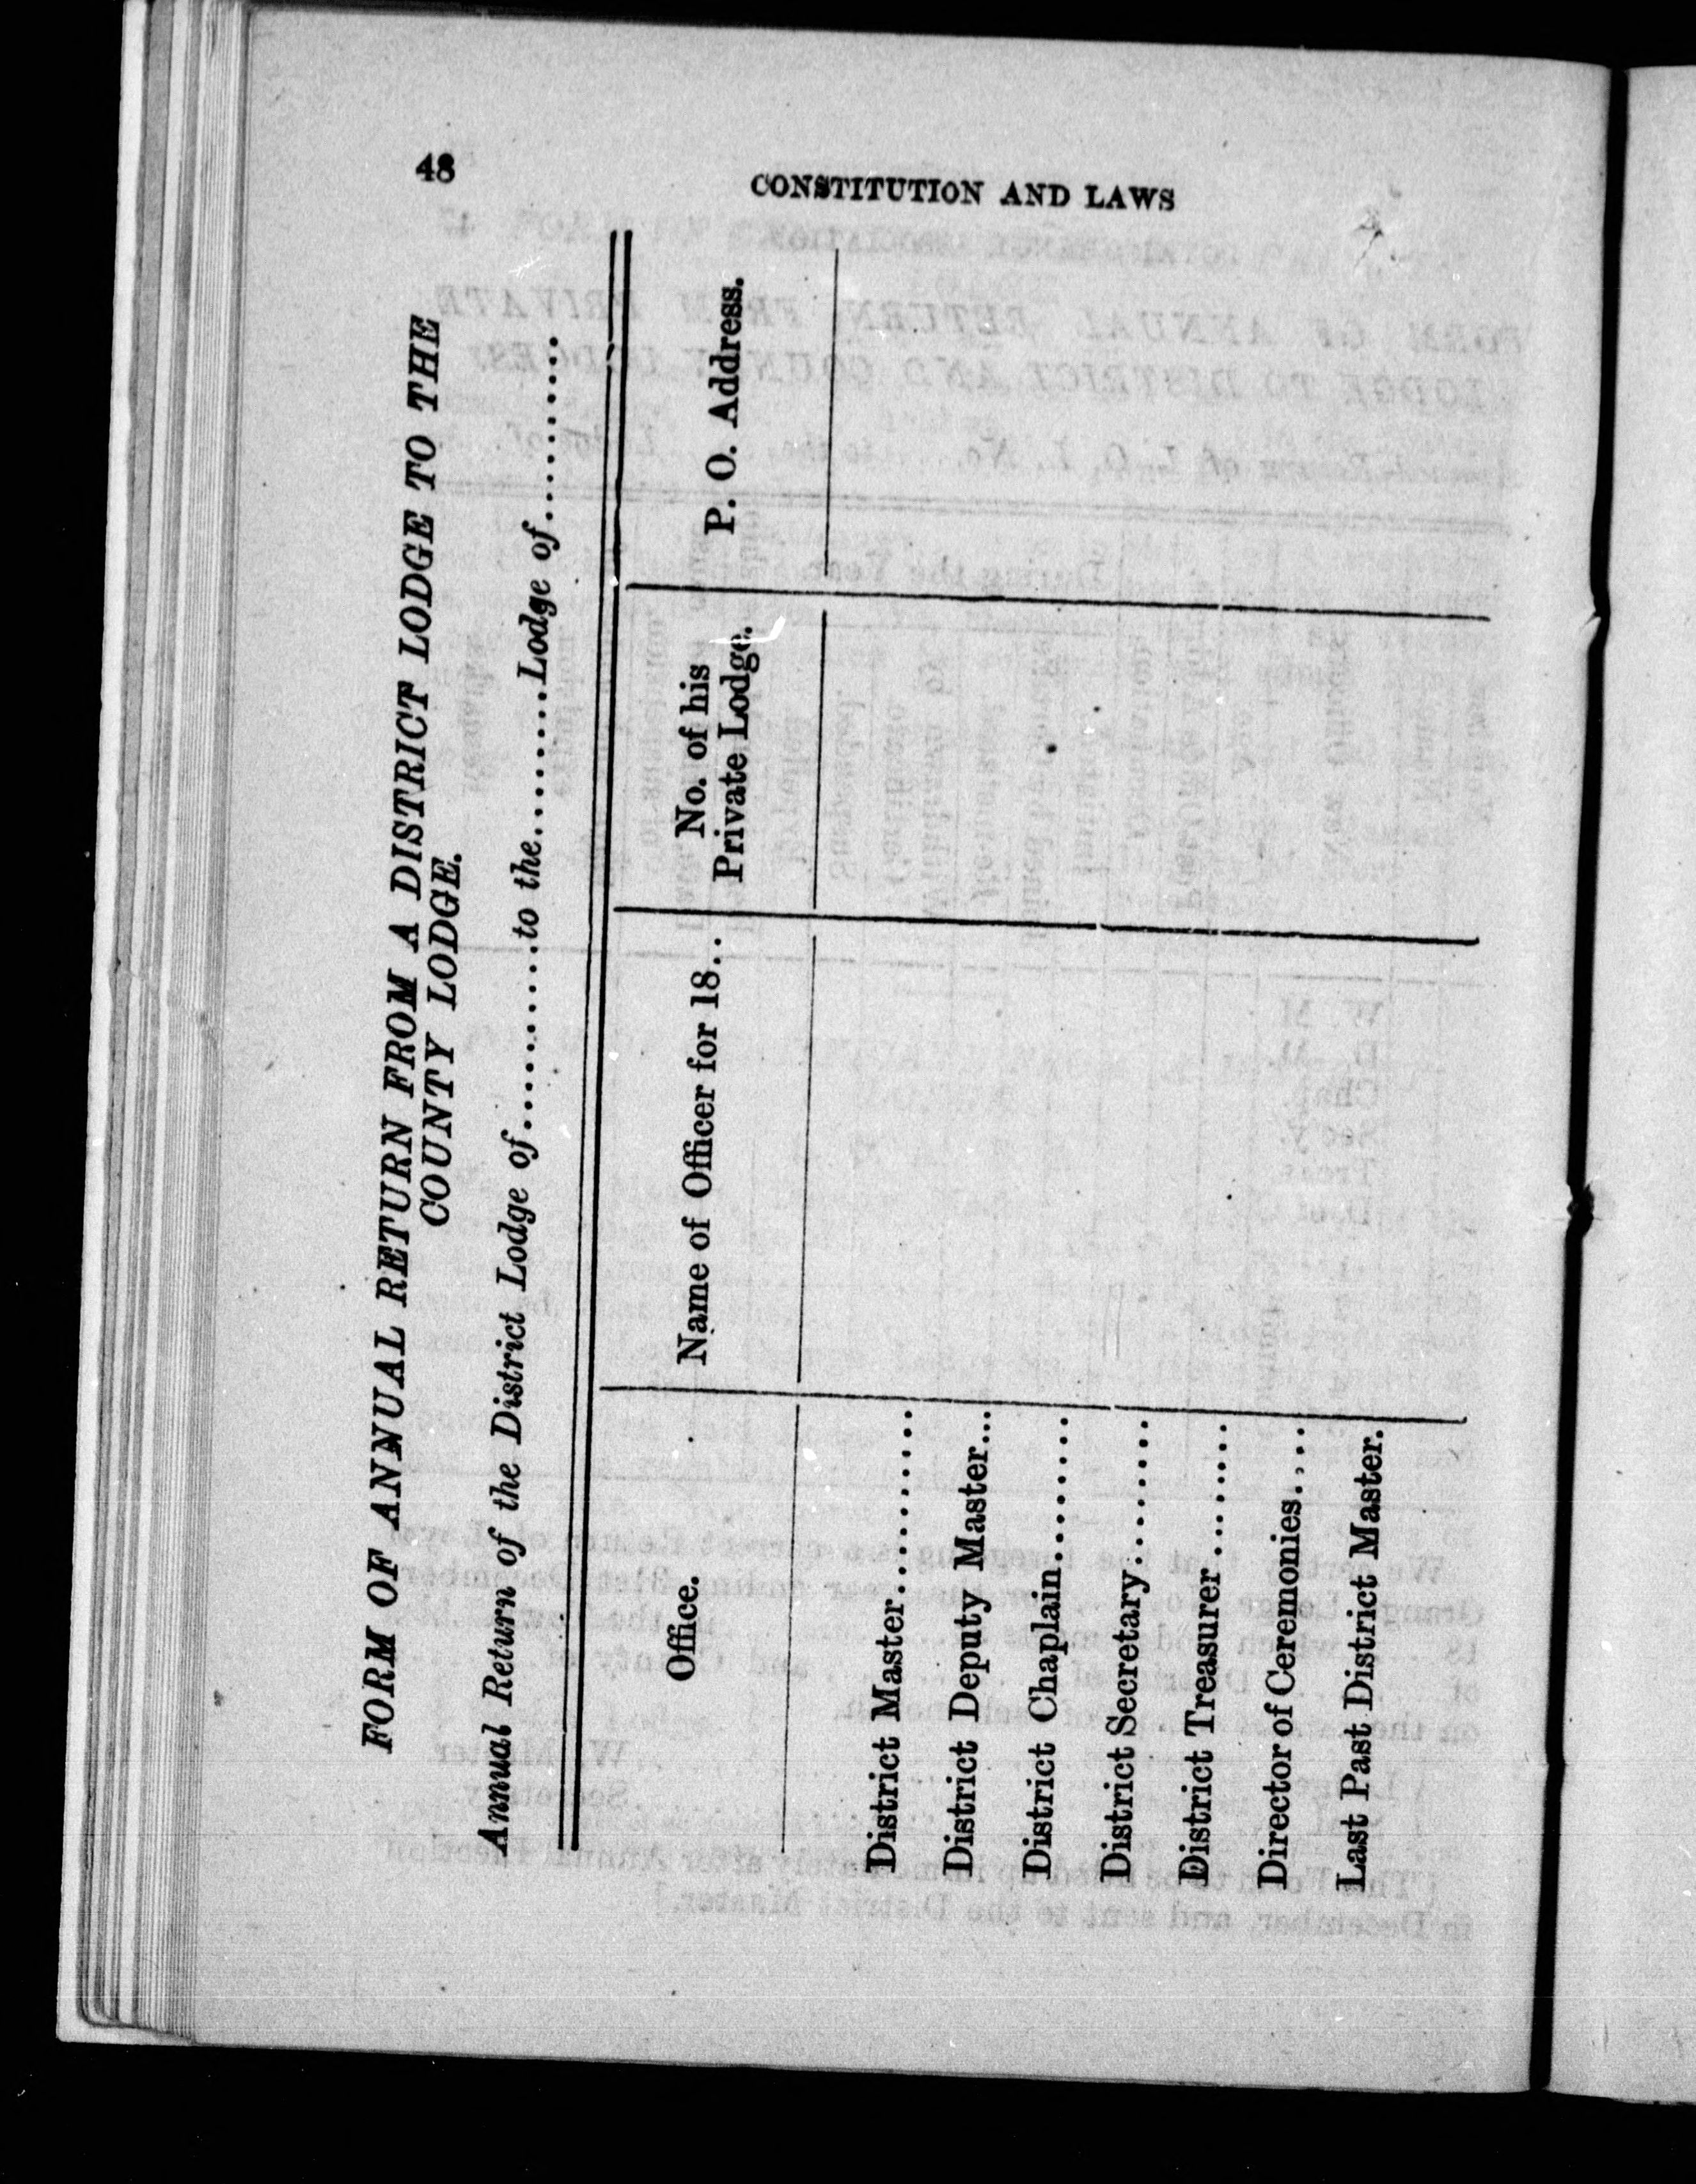 48
CONSTITUTION AND LAWS
FORM OF ANNUAL RETURN FROM A DISTRICT LODGE TO THE
COUNTY LODGE.
Annual Return of the District Lodge of............to the.........Lodge of............
Office.
Name of Officer for 18..
No. of his
Private Lodge.
P. O. Address.
District Master..........
District Deputy Master...
District Chaplain........
District Secretary.......
District Treasurer.......
Director of Ceremonies....
Last Past District Master.